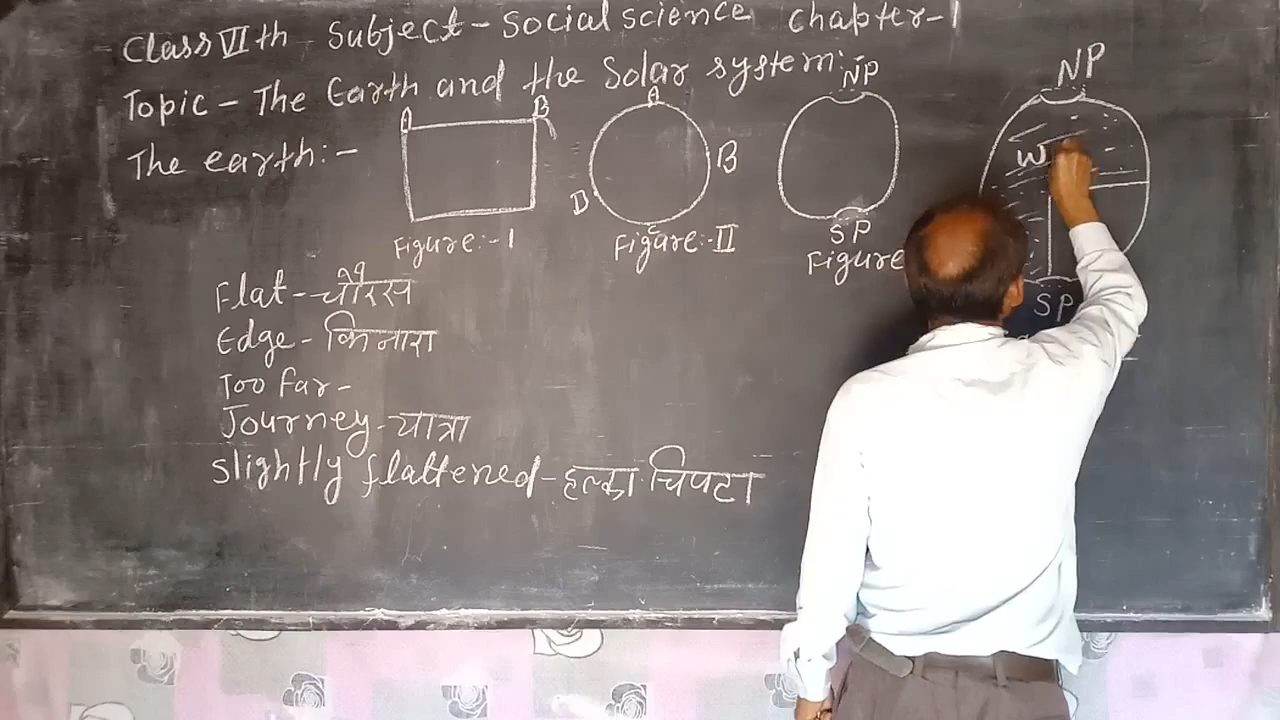 Class VI th Subject - Social science Chapter-1
Topic - The Earth and the Solar system:-
The earth:-
A B
A B C D
NP
SP
NP
W
SP
Figure:-1
Figure:-II
Figure
Flat - चौरस
Edge - किनारा
Too far -
Journey - यात्रा
Slightly flattened - हल्का चिपटा